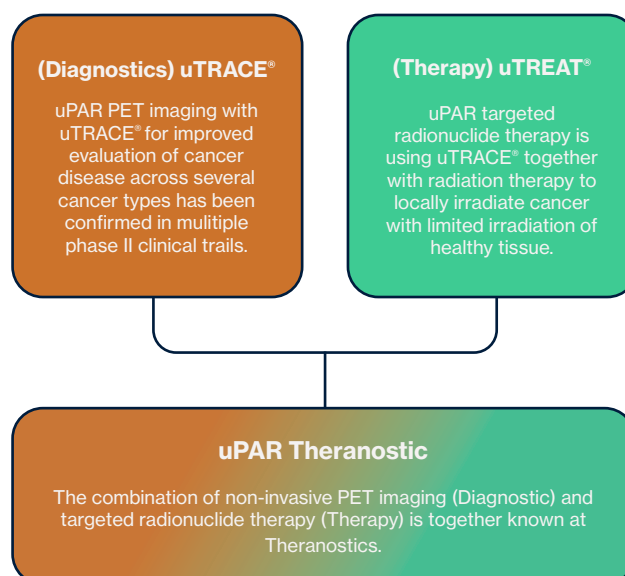 (Diagnostics) uTRACE®
uPAR PET imaging with
uTRACE® for improved
evaluation of cancer
disease across several
cancer types has been
confirmed in mulitiple
phase II clinical trails.
(Therapy) uTREAT®
uPAR targeted
radionuclide therapy is
using uTRACE® together
with radiation therapy to
locally irradiate cancer
with limited irradiation of
healthy tissue.
uPAR Theranostic
The combination of non-invasive PET imaging (Diagnostic) and
targeted radionuclide therapy (Therapy) is together known at
Theranostics.